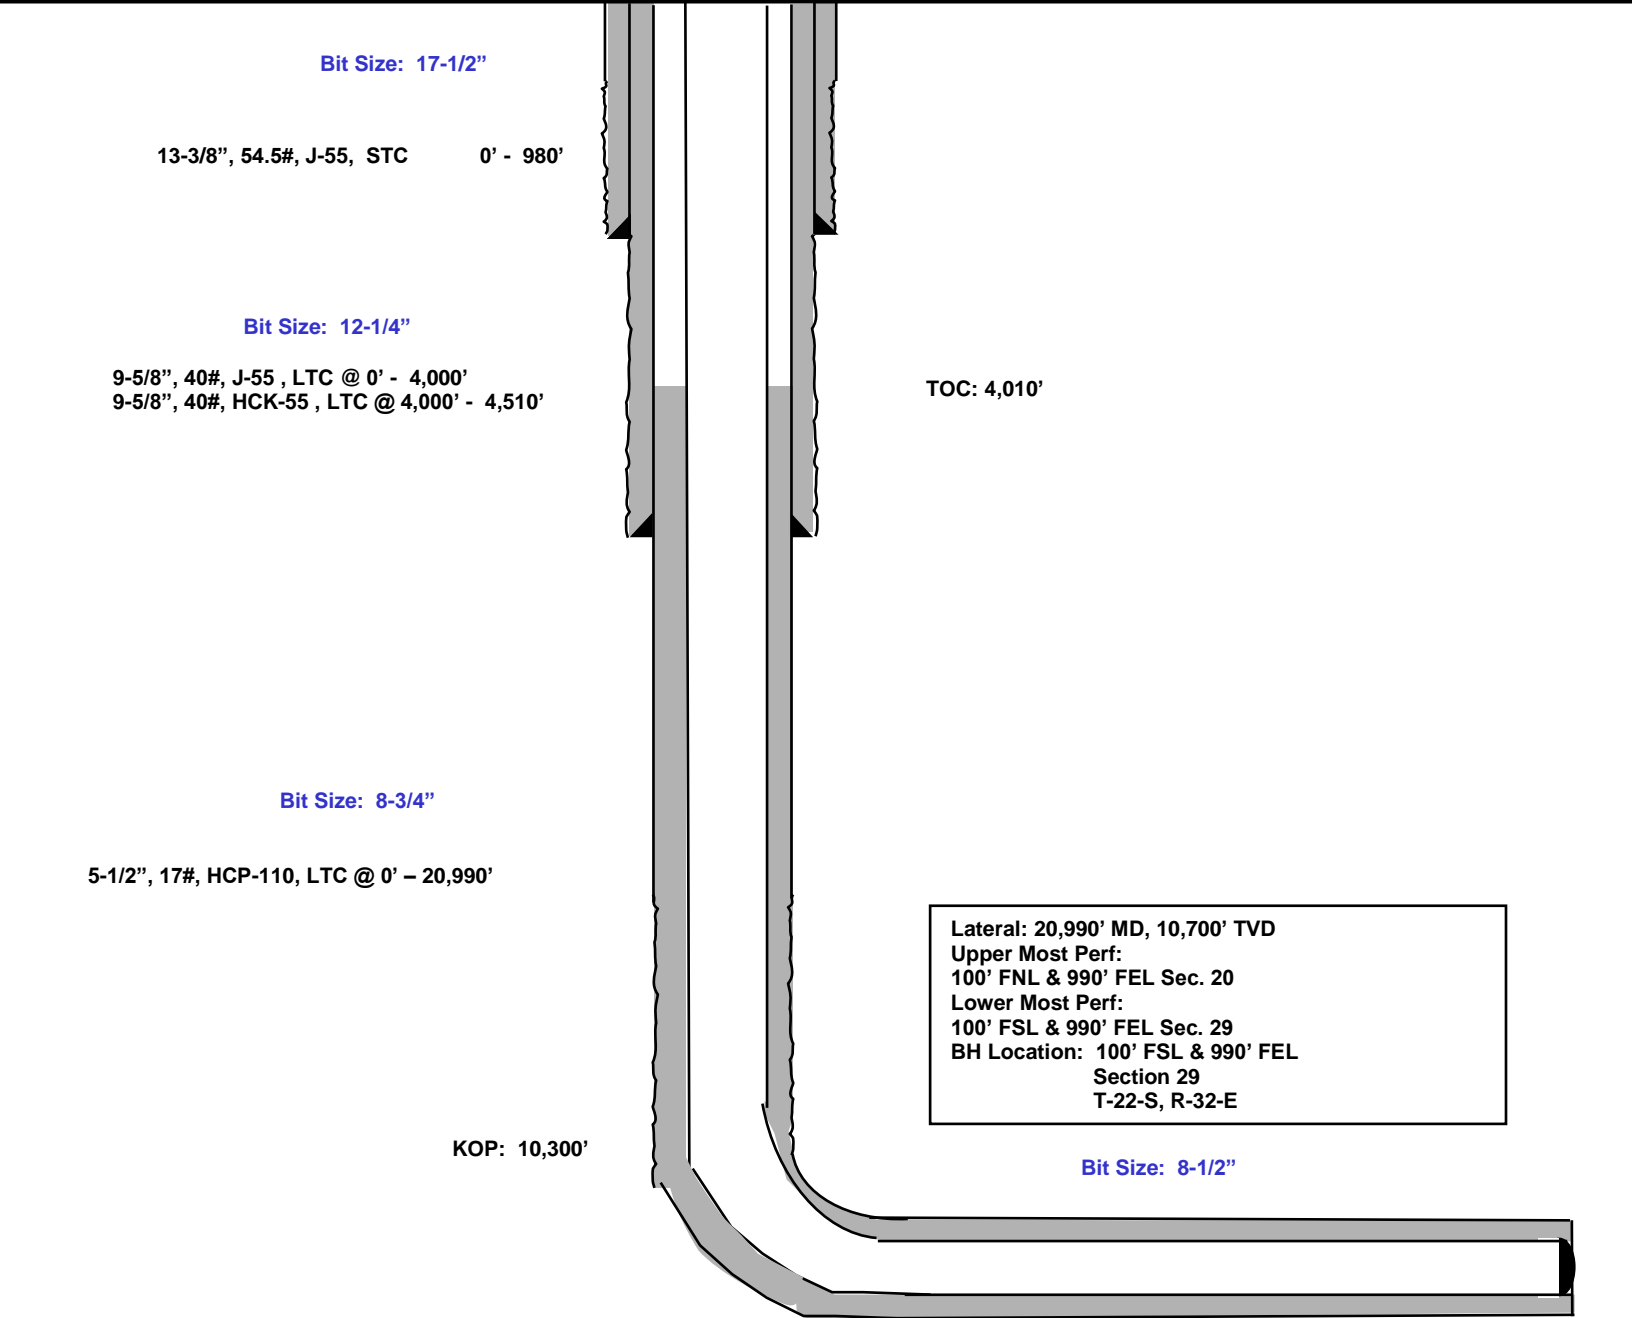 Bit Size: 17-1/2”
13-3/8”, 54.5#, J-55, STC 0’ - 980’
Bit Size: 12-1/4”
9-5/8”, 40#, J-55 , LTC @ 0’ - 4,000’
9-5/8”, 40#, HCK-55 , LTC @ 4,000’ - 4,510’
TOC: 4,010’
Bit Size: 8-3/4”
5-1/2”, 17#, HCP-110, LTC @ 0’ – 20,990’
Lateral: 20,990’ MD, 10,700’ TVD
Upper Most Perf:
100’ FNL & 990’ FEL Sec. 20
Lower Most Perf:
100’ FSL & 990’ FEL Sec. 29
BH Location: 100’ FSL & 990’ FEL
Section 29
T-22-S, R-32-E
KOP: 10,300’
Bit Size: 8-1/2”